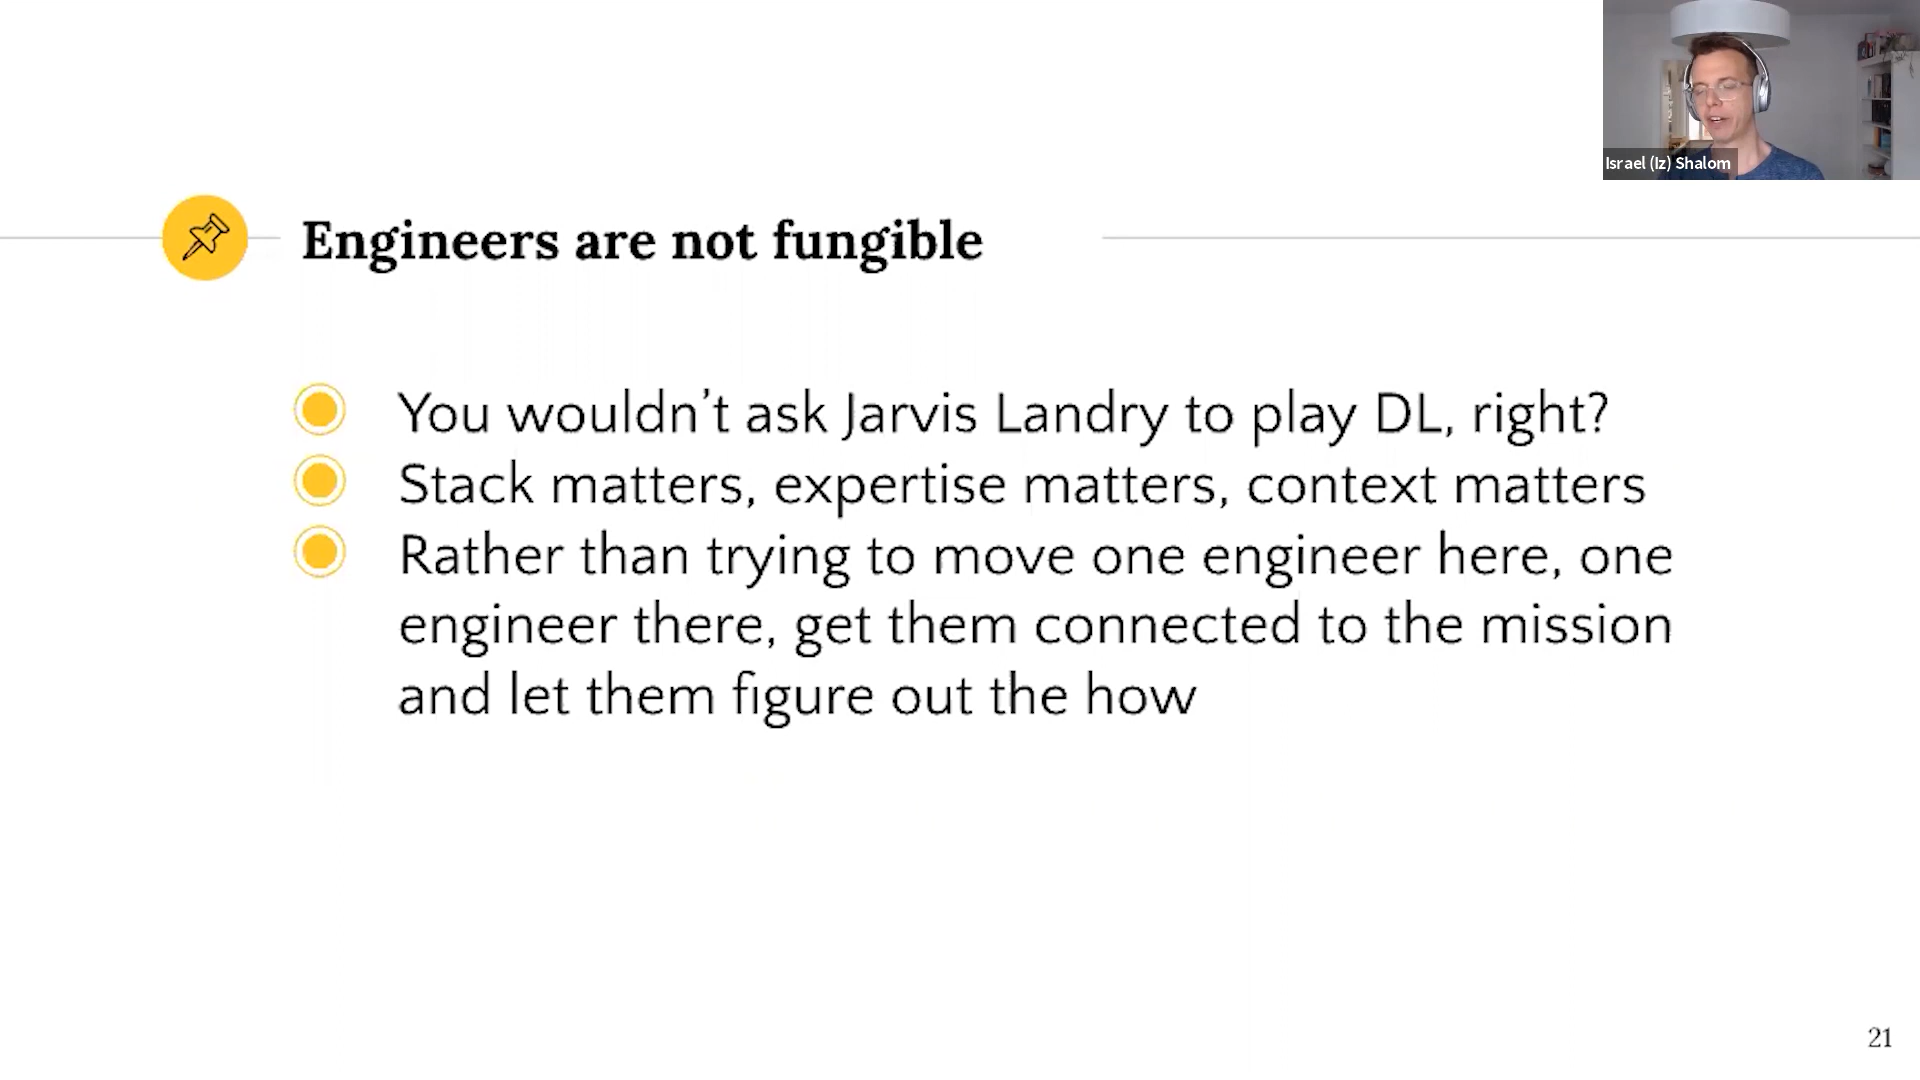 Israel (Iz) Shalom
Engineers are not fungible
You wouldn’t ask Jarvis Landry to play DL, right?
Stack matters, expertise matters, context matters
Rather than trying to move one engineer here, one
engineer there, get them connected to the mission
and let them figure out the how
21